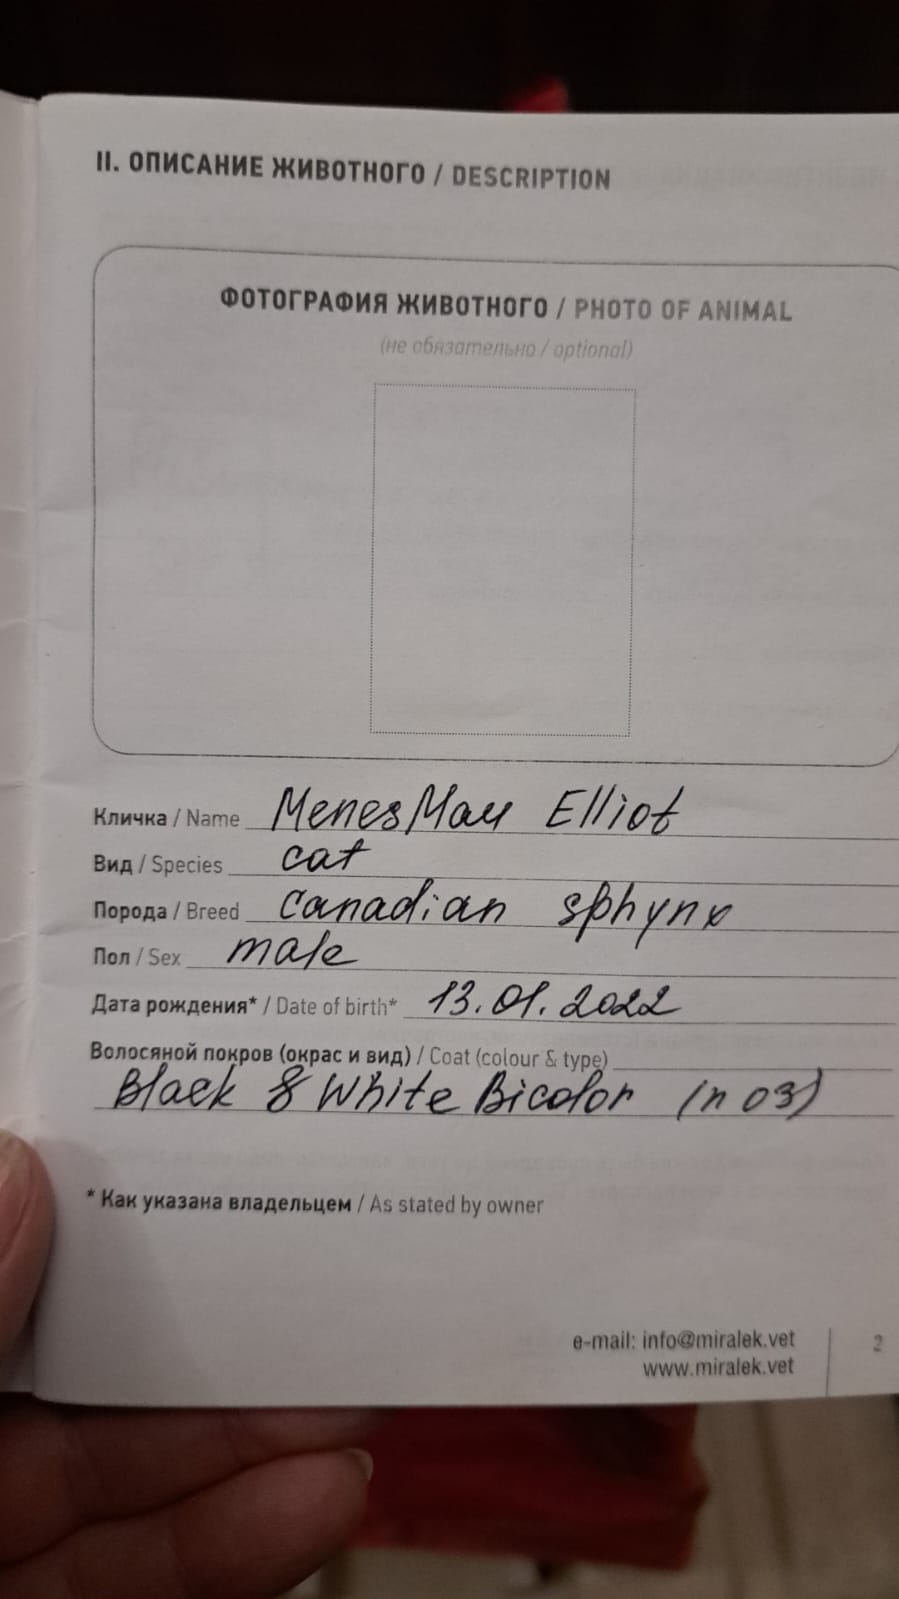 II. ОПИСАНИЕ ЖИВОТНОГО / DESCRIPTION
ФОТОГРАФИЯ ЖИВОТНОГО / PHOTO OF ANIMAL
(не обязательно / optional)
Кличка / Name MenesMau Elliot
Вид / Species cat
Порода / Breed Canadian sphynx
Пол / Sex male
Дата рождения* / Date of birth* 13.01.2022
Волосяной покров (окрас и вид) / Coat (colour & type)
Black & White Bicolor (n 03)
* Как указана владельцем / As stated by owner
e-mail: info@miralek.vet
www.miralek.vet
2